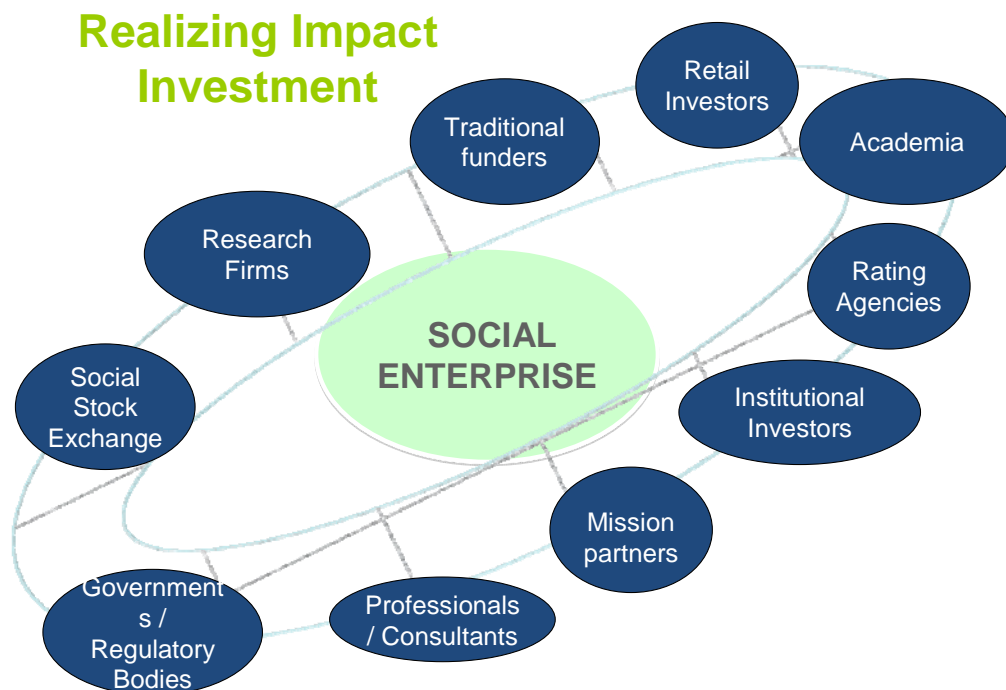 Realizing Impact
Investment
Retail
Investors
Traditional
funders
Academia
Research
Firms
Rating
Agencies
SOCIAL
ENTERPRISE
Social
Stock
Exchange
Institutional
Investors
Mission
partners
Government
s /
Regulatory
Bodies
Professionals
/ Consultants